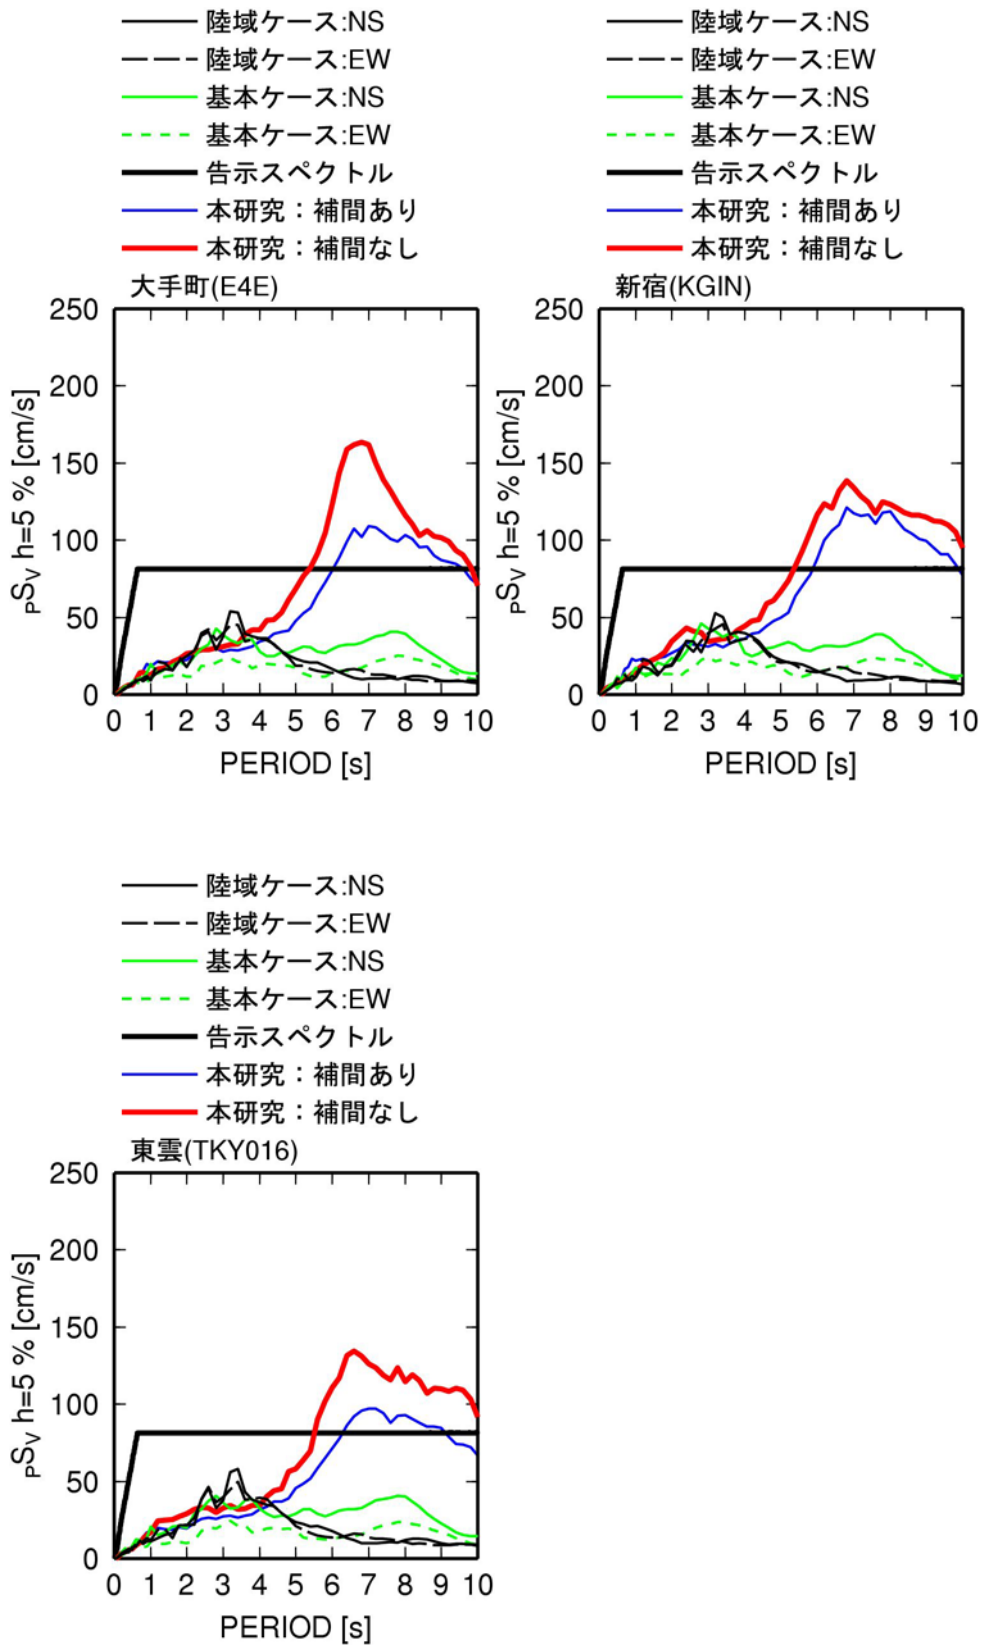 陸域ケース:NS
陸域ケース:EW
基本ケース:NS
基本ケース:EW
告示スペクトル
本研究：補間あり
本研究：補間なし
大手町(E4E)
250
200
150
100
50
0
PSV h=5 % [cm/s]
0 1 2 3 4 5 6 7 8 9 10
PERIOD [s]
陸域ケース:NS
陸域ケース:EW
基本ケース:NS
基本ケース:EW
告示スペクトル
本研究：補間あり
本研究：補間なし
新宿(KGIN)
250
200
150
100
50
0
PSV h=5 % [cm/s]
0 1 2 3 4 5 6 7 8 9 10
PERIOD [s]
陸域ケース:NS
陸域ケース:EW
基本ケース:NS
基本ケース:EW
告示スペクトル
本研究：補間あり
本研究：補間なし
東雲(TKY016)
250
200
150
100
50
0
PSV h=5 % [cm/s]
0 1 2 3 4 5 6 7 8 9 10
PERIOD [s]